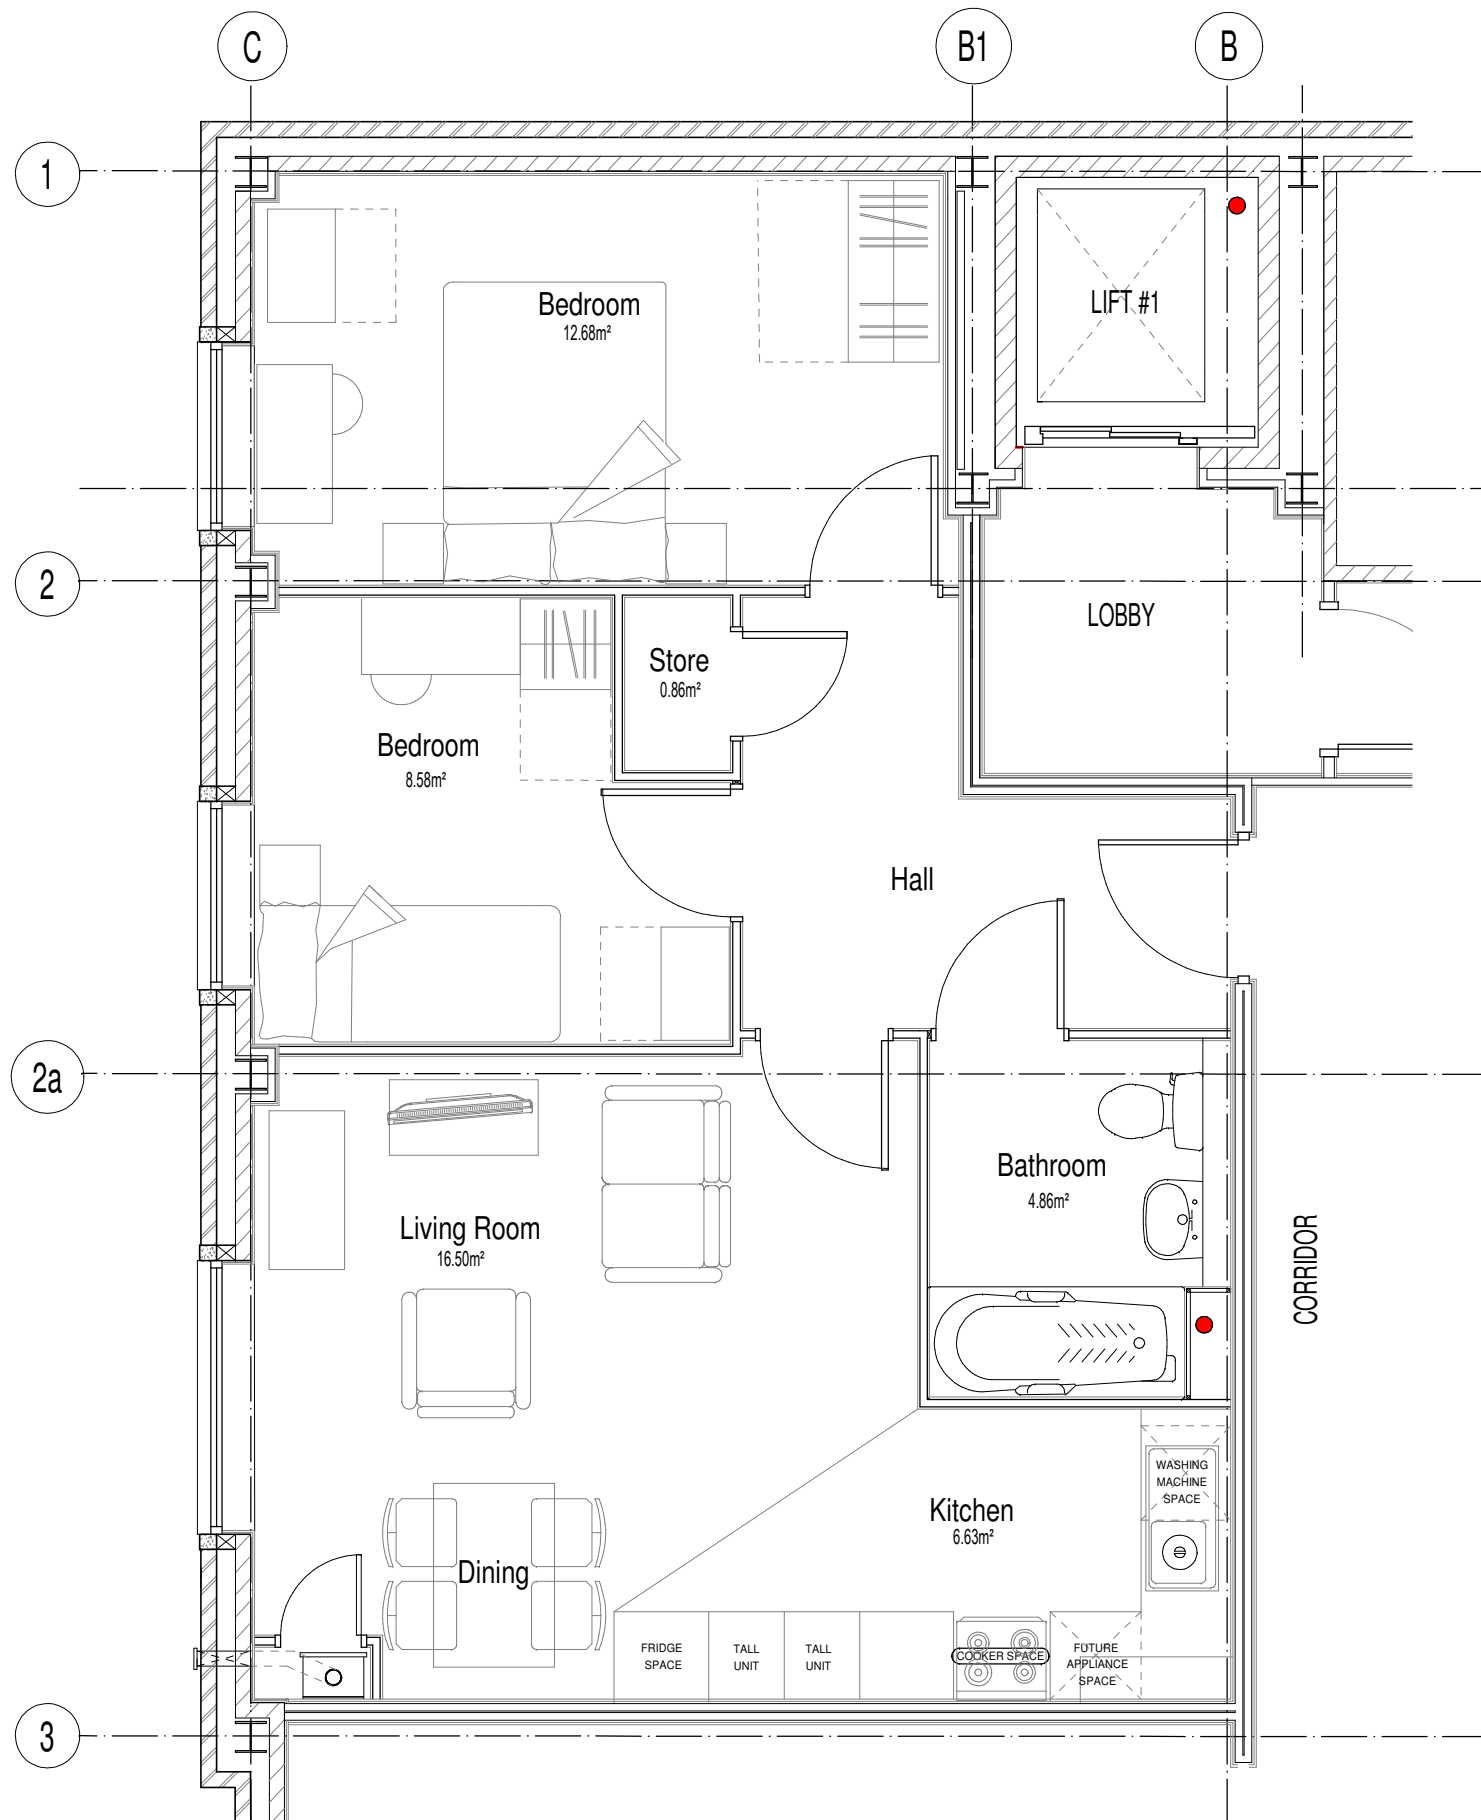 C
B1
B
1
Bedroom
12.68m²
LIFT #1
2
LOBBY
Store
0.86m²
Bedroom
8.58m²
Hall
2a
Bathroom
4.86m²
Living Room
16.50m²
CORRIDOR
WASHING
MACHINE
SPACE
Kitchen
6.63m²
Dining
FRIDGE
SPACE
TALL
UNIT
TALL
UNIT
COOKER SPACE
FUTURE
APPLIANCE
SPACE
3